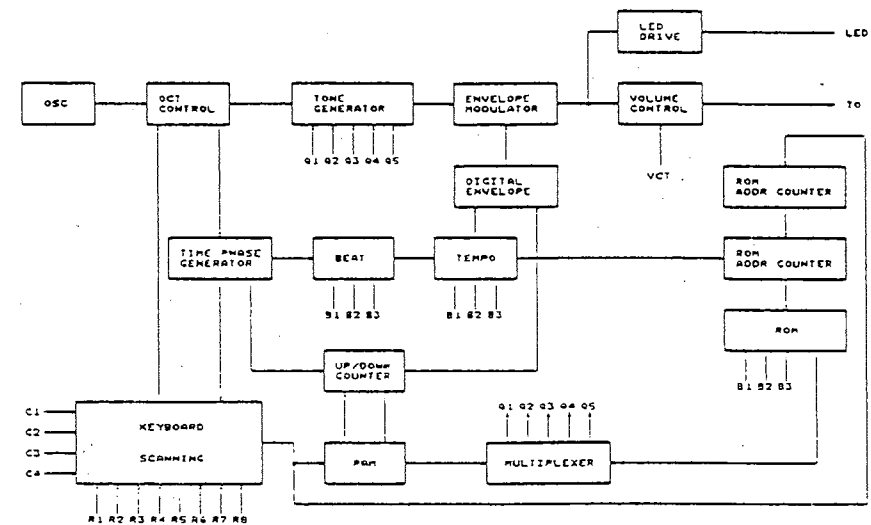 LED
DRIVE
LED
OSC
OCT
CONTROL
TONE
GENERATOR
ENVELOPE
MODULATOR
VOLUME
CONTROL
TO
Q1 Q2 Q3 Q4 Q5
VCT
DIGITAL
ENVELOPE
ROM
ADDR COUNTER
TIME PHASE
GENERATOR
BEAT
TEMPO
ROM
ADDR COUNTER
B1 B2 B3
B1 B2 B3
ROM
UP/DOWN
COUNTER
B1 B2 B3
C1
C2
C3
C4
KEYBOARD
SCANNING
Q1 Q2 Q3 Q4 Q5
RAM
MULTIPLEXER
R1 R2 R3 R4 R5 R6 R7 R8